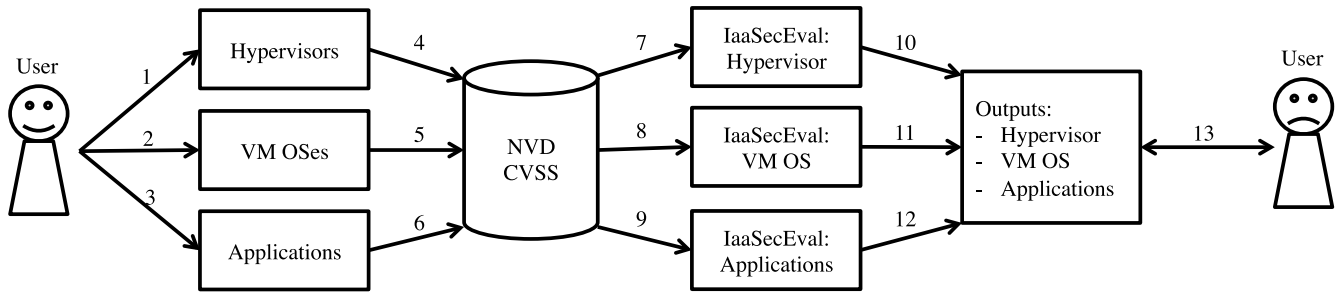 User
1
2
3
Hypervisors
VM OSes
Applications
4
5
6
NVD
CVSS
7
8
9
IaaSecEval:
Hypervisor
IaaSecEval:
VM OS
IaaSecEval:
Applications
10
11
12
Outputs:
- Hypervisor
- VM OS
- Applications
13
User